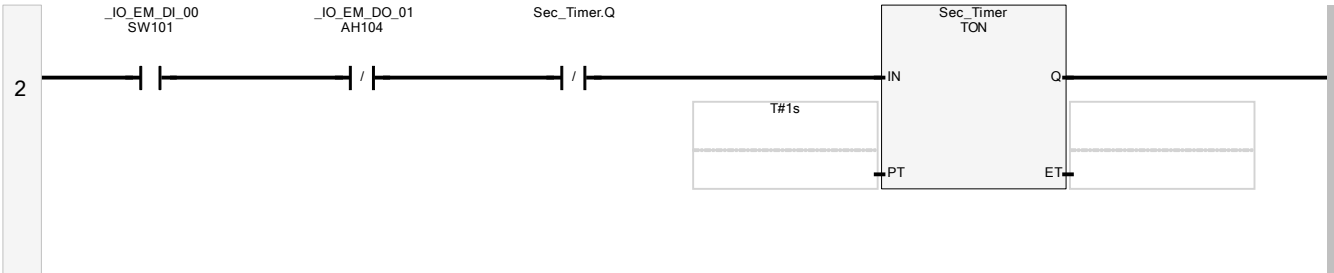 _IO_EM_DI_00
SW101
_IO_EM_DO_01
AH104
Sec_Timer.Q
Sec_Timer
TON
2
/
/
IN
Q
T#1s
PT
ET